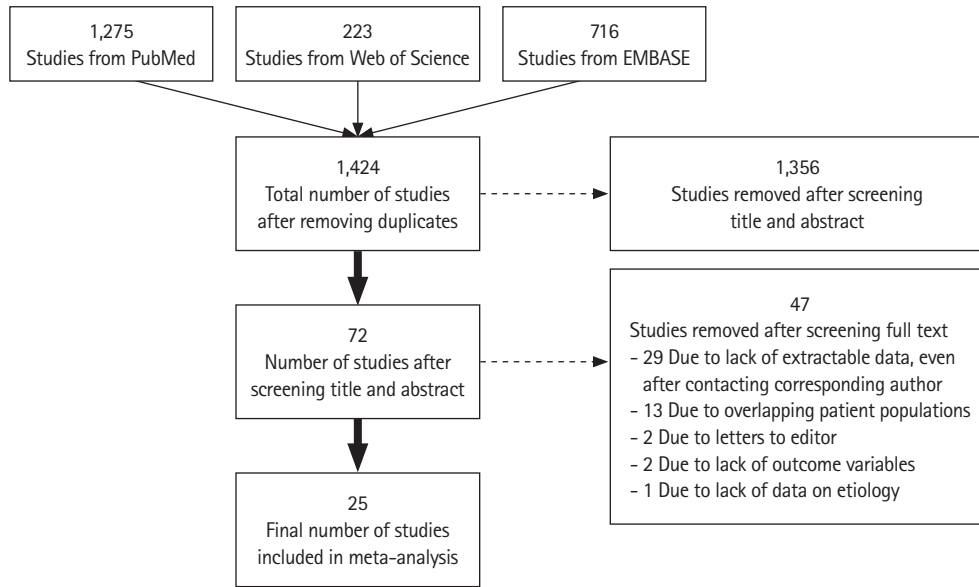 1,275
Studies from PubMed
223
Studies from Web of Science
716
Studies from EMBASE
1,424
Total number of studies
after removing duplicates
1,356
Studies removed after screening
title and abstract
72
Number of studies after
screening title and abstract
47
Studies removed after screening full text
- 29 Due to lack of extractable data, even
after contacting corresponding author
- 13 Due to overlapping patient populations
- 2 Due to letters to editor
- 2 Due to lack of outcome variables
- 1 Due to lack of data on etiology
25
Final number of studies
included in meta-analysis